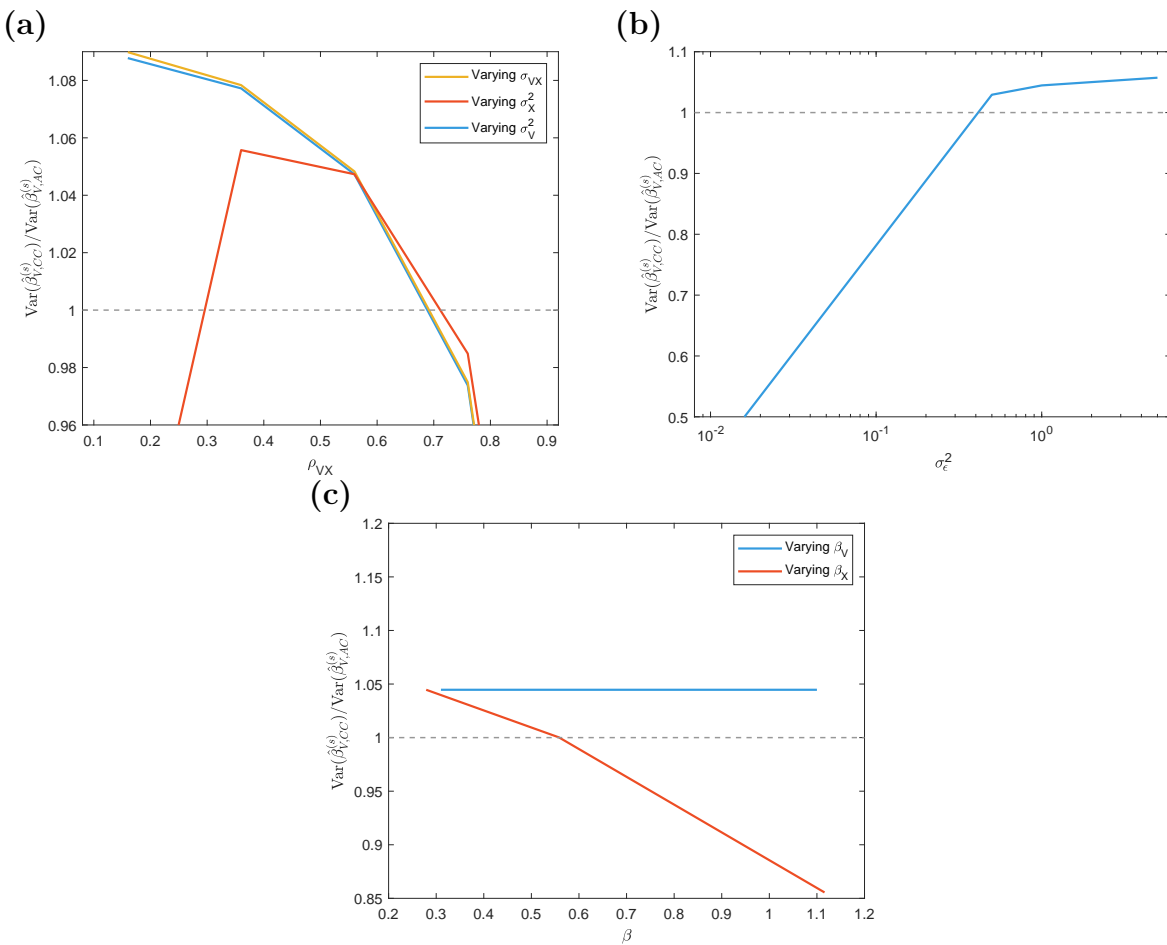 (a)
1.08
1.06
1.04
1.02
1
0.98
0.96
0.1 0.2 0.3 0.4 0.5 0.6 0.7 0.8 0.9
ρ_VX
Var(β̂^(s)_V,CC)/Var(β̂^(s)_V,AC)
Varying σ_VX
Varying σ²_X
Varying σ²_V
(b)
1.1
1
0.9
0.8
0.7
0.6
0.5
10⁻² 10⁻¹ 10⁰
σ²_ϵ
Var(β̂^(s)_V,CC)/Var(β̂^(s)_V,AC)
(c)
1.2
1.15
1.1
1.05
1
0.95
0.9
0.85
0.2 0.3 0.4 0.5 0.6 0.7 0.8 0.9 1 1.1 1.2
β
Var(β̂^(s)_V,CC)/Var(β̂^(s)_V,AC)
Varying β_V
Varying β_X